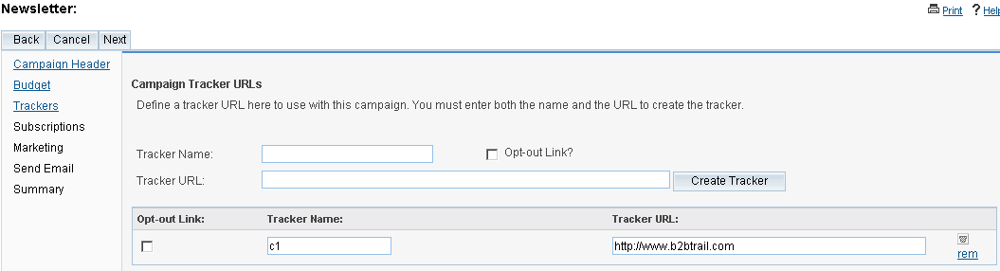 Newsletter:
Print ? Help
Back Cancel Next
Campaign Header
Budget
Trackers
Subscriptions
Marketing
Send Email
Summary
Campaign Tracker URLs
Define a tracker URL here to use with this campaign. You must enter both the name and the URL to create the tracker.
Tracker Name: Opt-out Link?
Tracker URL: Create Tracker
Opt-out Link: Tracker Name: Tracker URL:
c1 http://www.b2btrail.com
rem